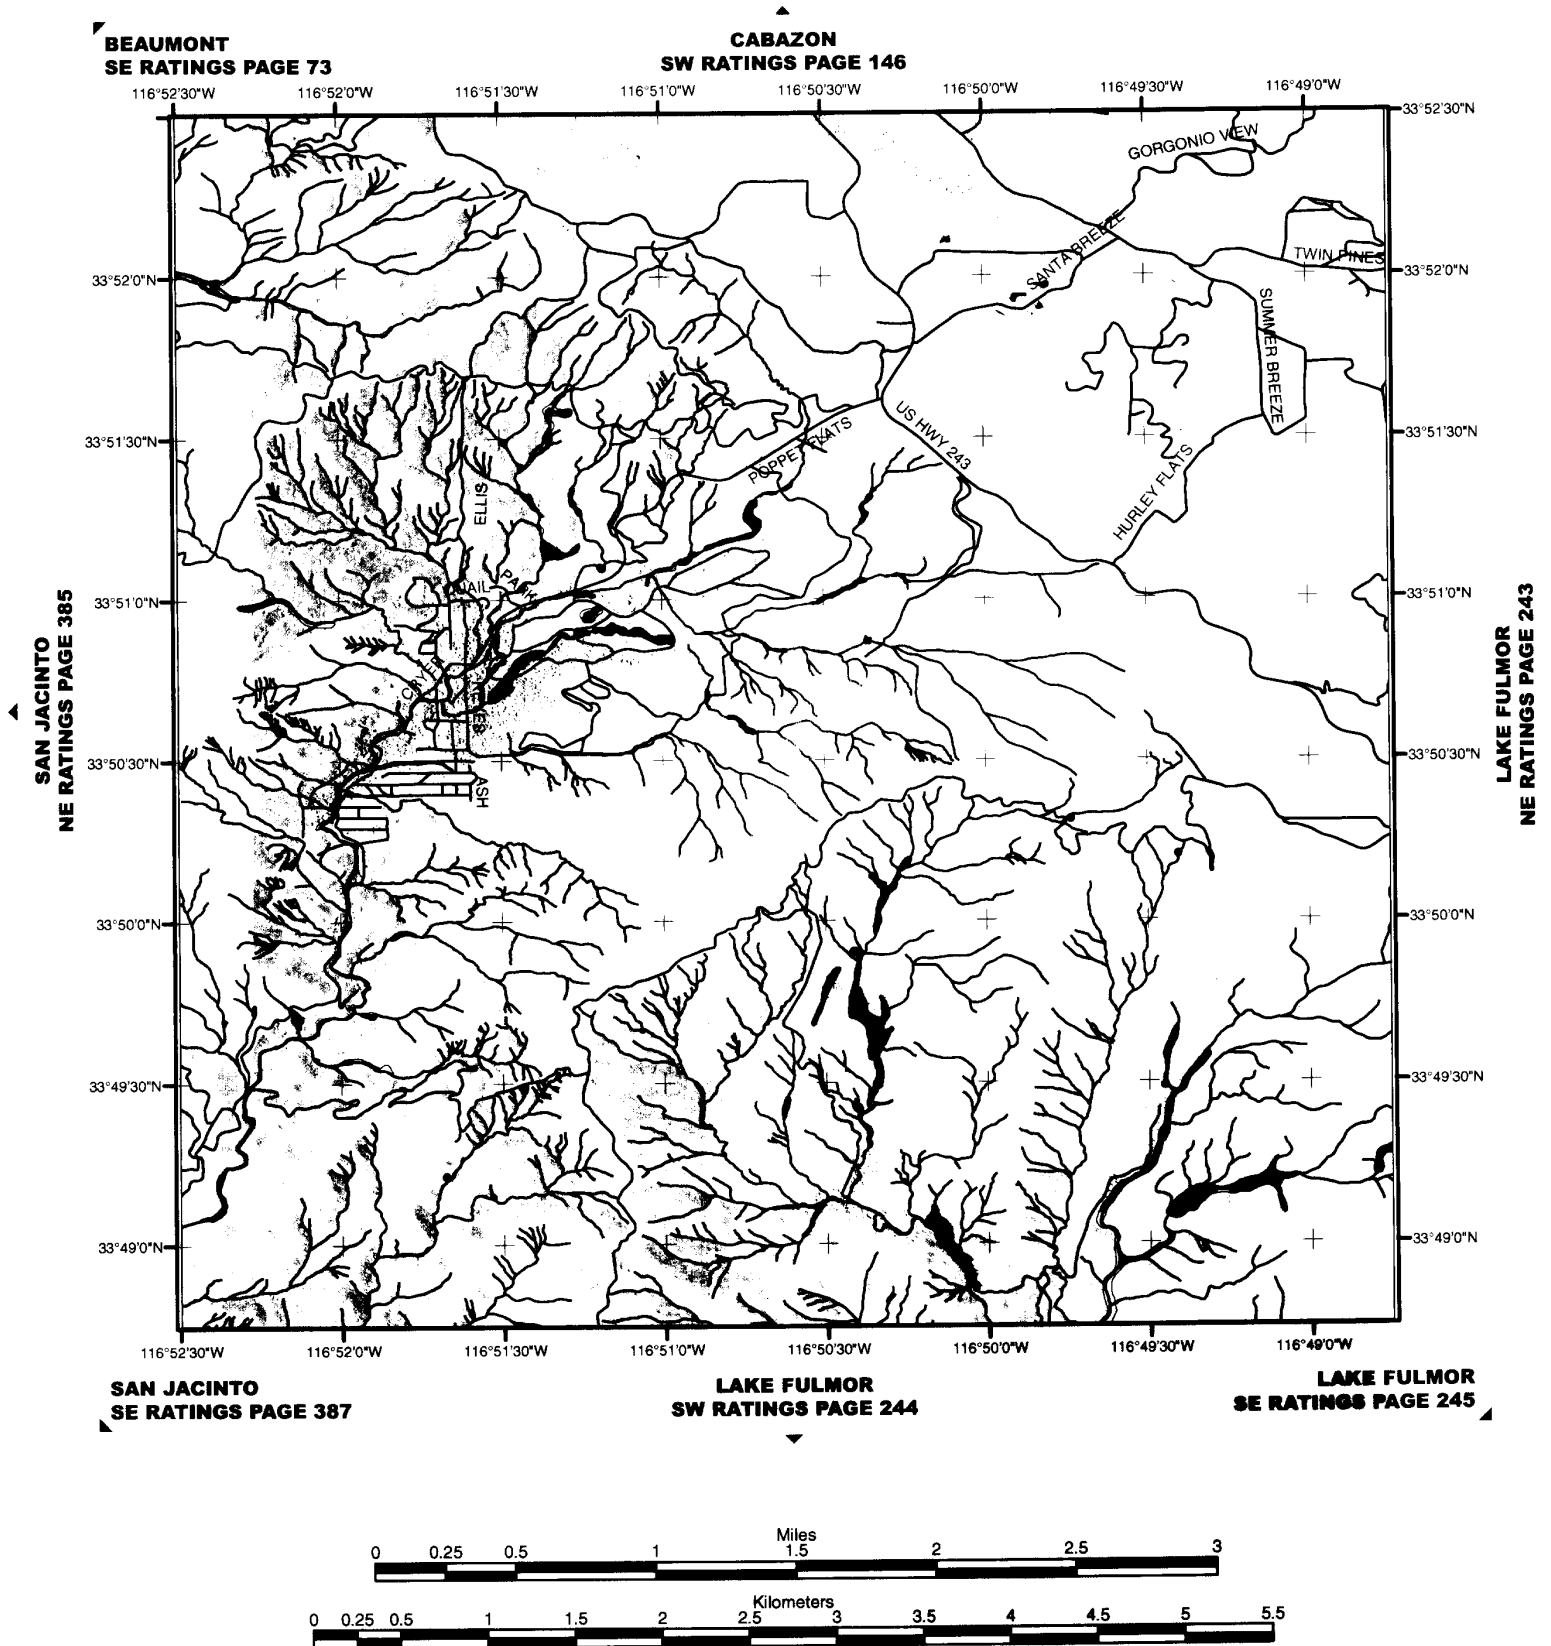 BEAUMONT
SE RATINGS PAGE 73
CABAZON
SW RATINGS PAGE 146
116°52'30"W
116°52'0"W
116°51'30"W
116°51'0"W
116°50'30"W
116°50'0"W
116°49'30"W
116°49'0"W
33°52'30"N
33°52'30"N
GORGONIO VIEW
SANTA BREEZE
TWIN PINES
33°52'0"N
33°52'0"N
SUMMER BREEZE
US HWY 243
POPPET FLATS
33°51'30"N
33°51'30"N
HURLEY FLATS
ELLIS
QUAIL
PARK
33°51'0"N
33°51'0"N
SAN JACINTO
NE RATINGS PAGE 385
LAKE FULMOR
NE RATINGS PAGE 243
CRYER
33°50'30"N
33°50'30"N
ASH
33°50'0"N
33°50'0"N
33°49'30"N
33°49'30"N
33°49'0"N
33°49'0"N
116°52'30"W
116°52'0"W
116°51'30"W
116°51'0"W
116°50'30"W
116°50'0"W
116°49'30"W
116°49'0"W
SAN JACINTO
SE RATINGS PAGE 387
LAKE FULMOR
SW RATINGS PAGE 244
LAKE FULMOR
SE RATINGS PAGE 245
Miles
0 0.25 0.5 1 1.5 2 2.5 3
Kilometers
0 0.25 0.5 1 1.5 2 2.5 3 3.5 4 4.5 5 5.5